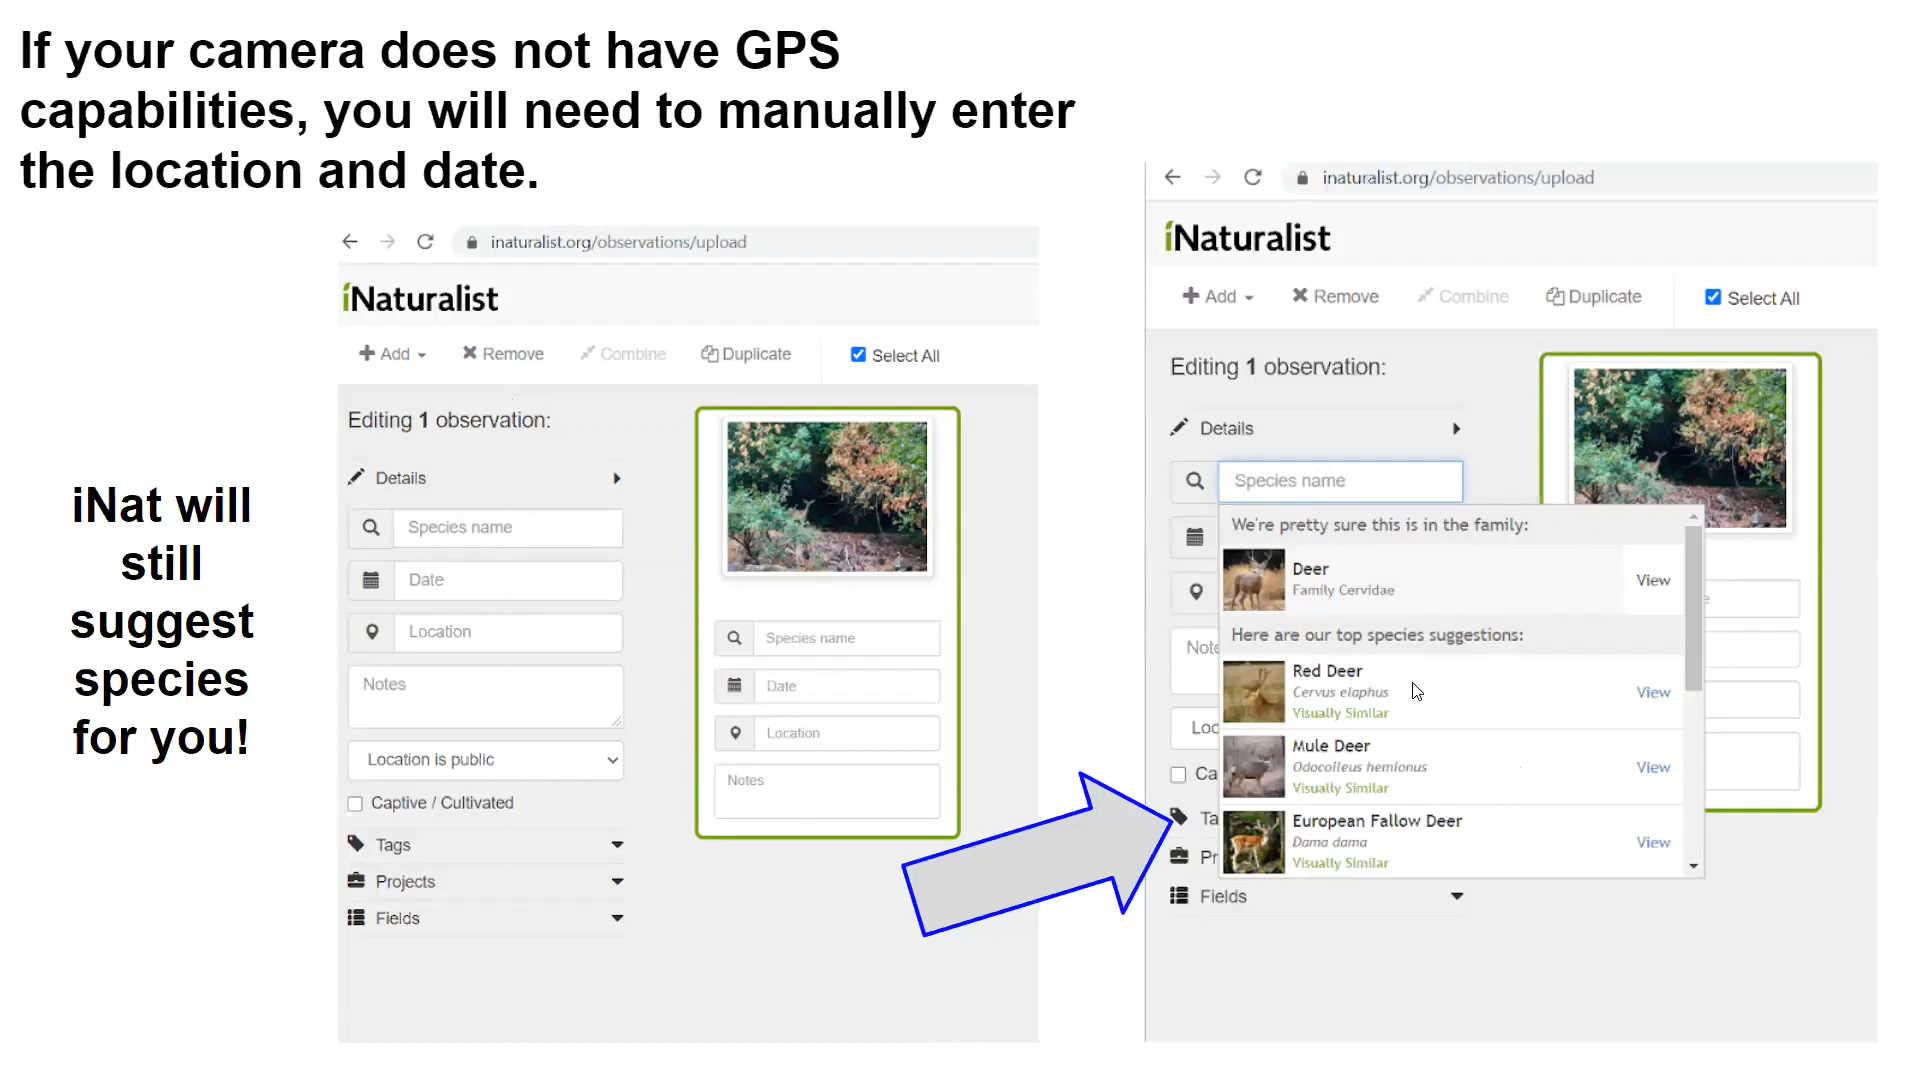 If your camera does not have GPS
capabilities, you will need to manually enter
the location and date.
iNat will
still
suggest
species
for you!
inaturalist.org/observations/upload
iNaturalist
Add
Remove
Combine
Duplicate
Select All
Editing 1 observation:
Details
Species name
Date
Location
Notes
Location is public
Captive / Cultivated
Tags
Projects
Fields
Species name
Date
Location
Notes
inaturalist.org/observations/upload
iNaturalist
Add
Remove
Combine
Duplicate
Select All
Editing 1 observation:
Details
Species name
We're pretty sure this is in the family:
Deer
Family Cervidae
View
Here are our top species suggestions:
Red Deer
Cervus elaphus
Visually Similar
View
Mule Deer
Odocoileus hemionus
Visually Similar
View
European Fallow Deer
Dama dama
Visually Similar
View
Fields